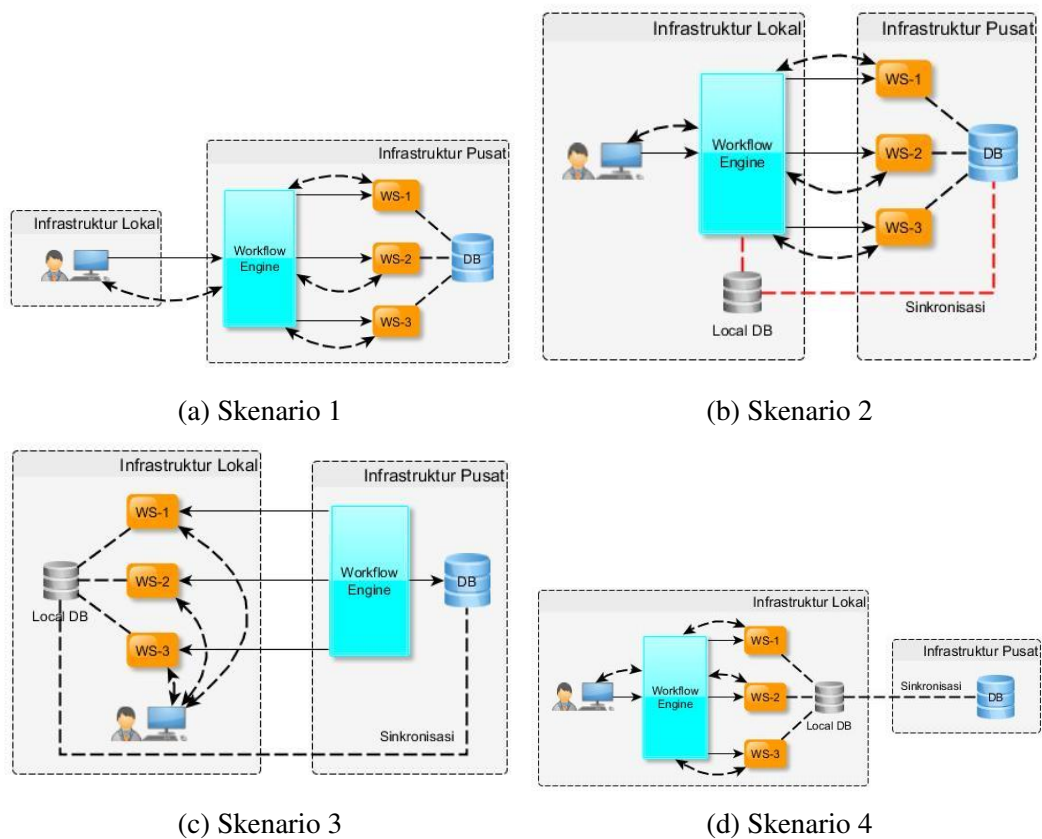 Infrastruktur Pusat
Infrastruktur Lokal
Workflow
Engine
WS-1
WS-2
WS-3
DB
(a) Skenario 1
Infrastruktur Lokal
Infrastruktur Pusat
Workflow
Engine
WS-1
WS-2
WS-3
DB
Local DB
Sinkronisasi
(b) Skenario 2
Infrastruktur Lokal
Infrastruktur Pusat
WS-1
WS-2
WS-3
Local DB
Workflow
Engine
DB
Sinkronisasi
(c) Skenario 3
Infrastruktur Lokal
Infrastruktur Pusat
Workflow
Engine
WS-1
WS-2
WS-3
Local DB
Sinkronisasi
DB
(d) Skenario 4